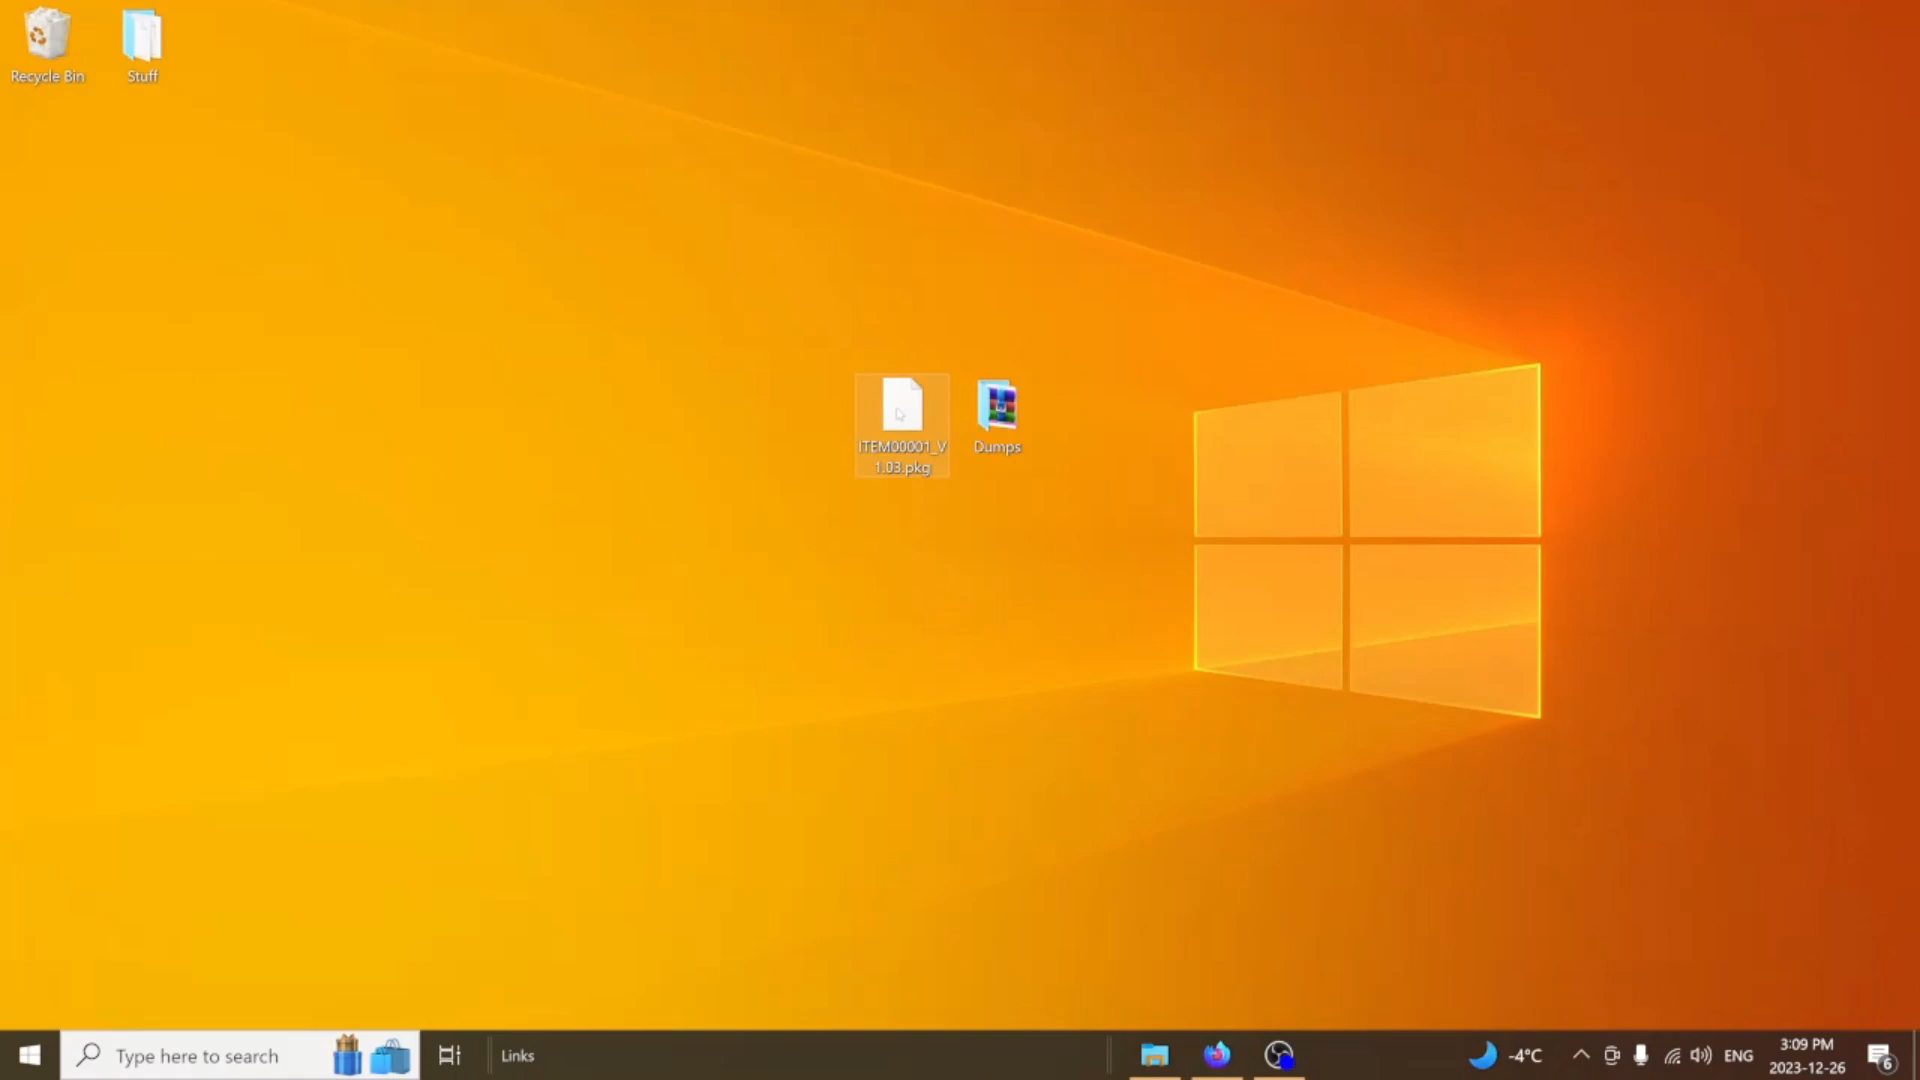 Recycle Bin
Stuff
ITEM00001_V
1.03.pkg
Dumps
Type here to search
Links
-4°C
ENG
3:09 PM
2023-12-26
6